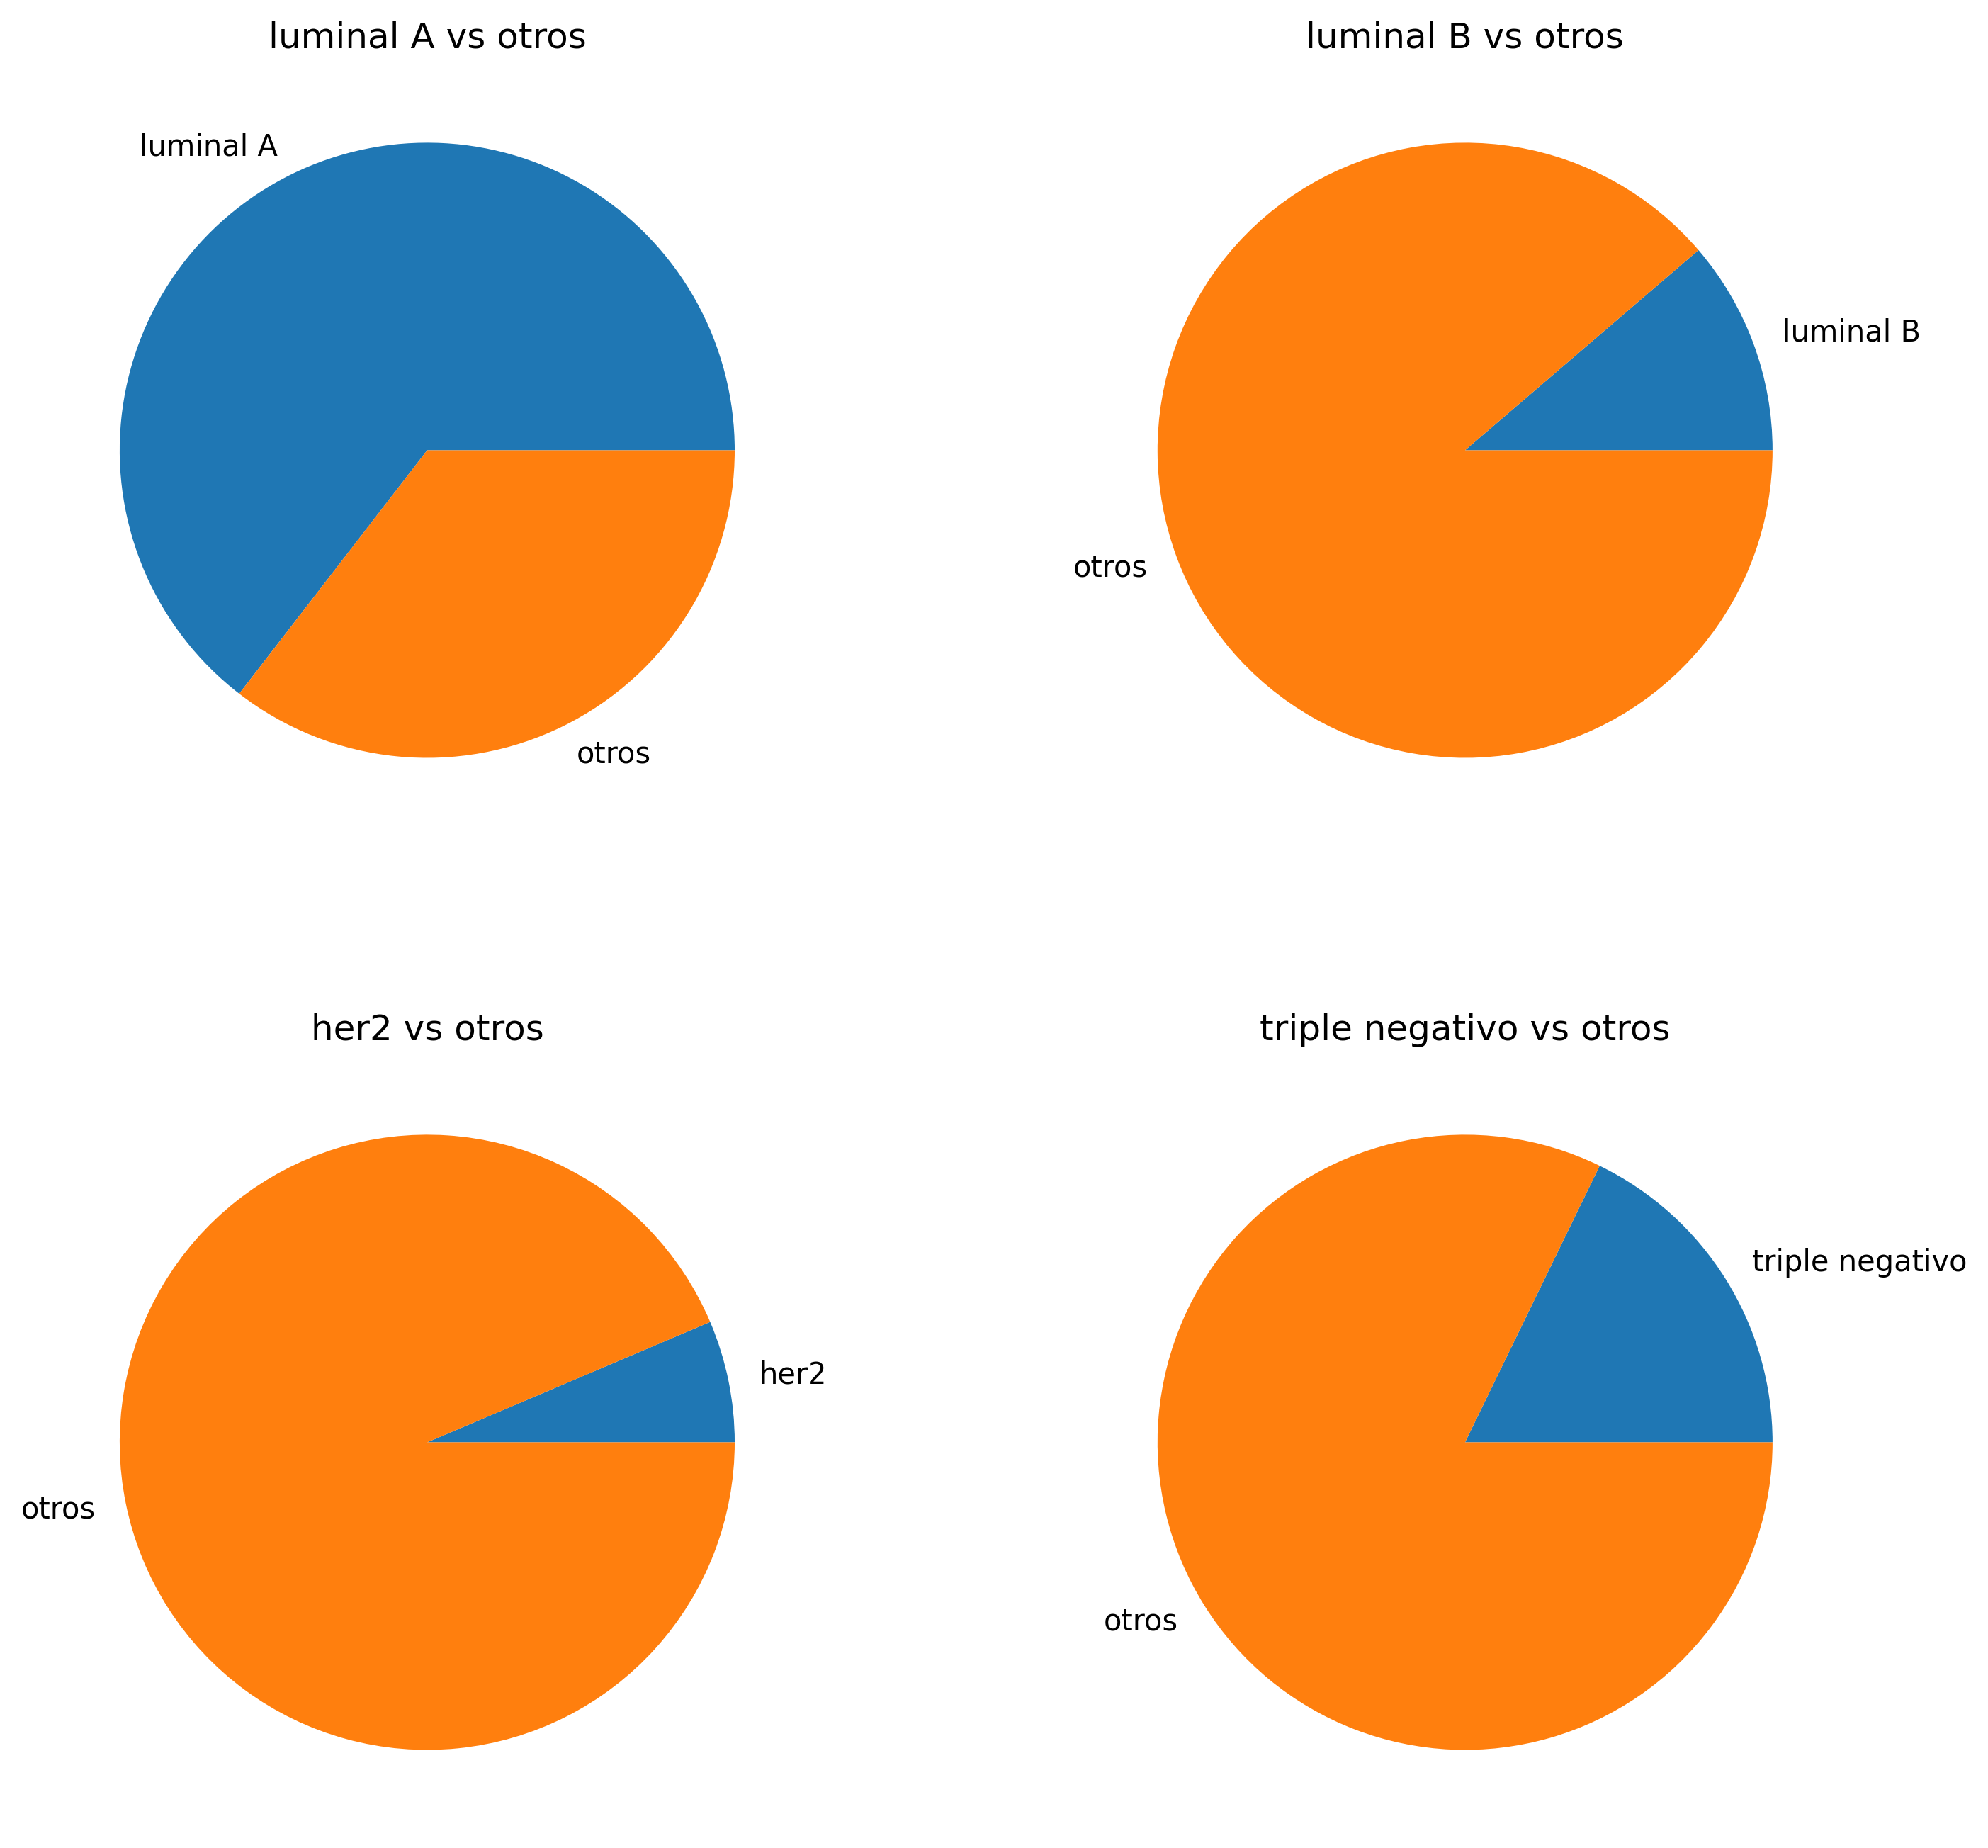 luminal A vs otros
luminal A
otros
luminal B vs otros
luminal B
otros
her2 vs otros
her2
otros
triple negativo vs otros
triple negativo
otros